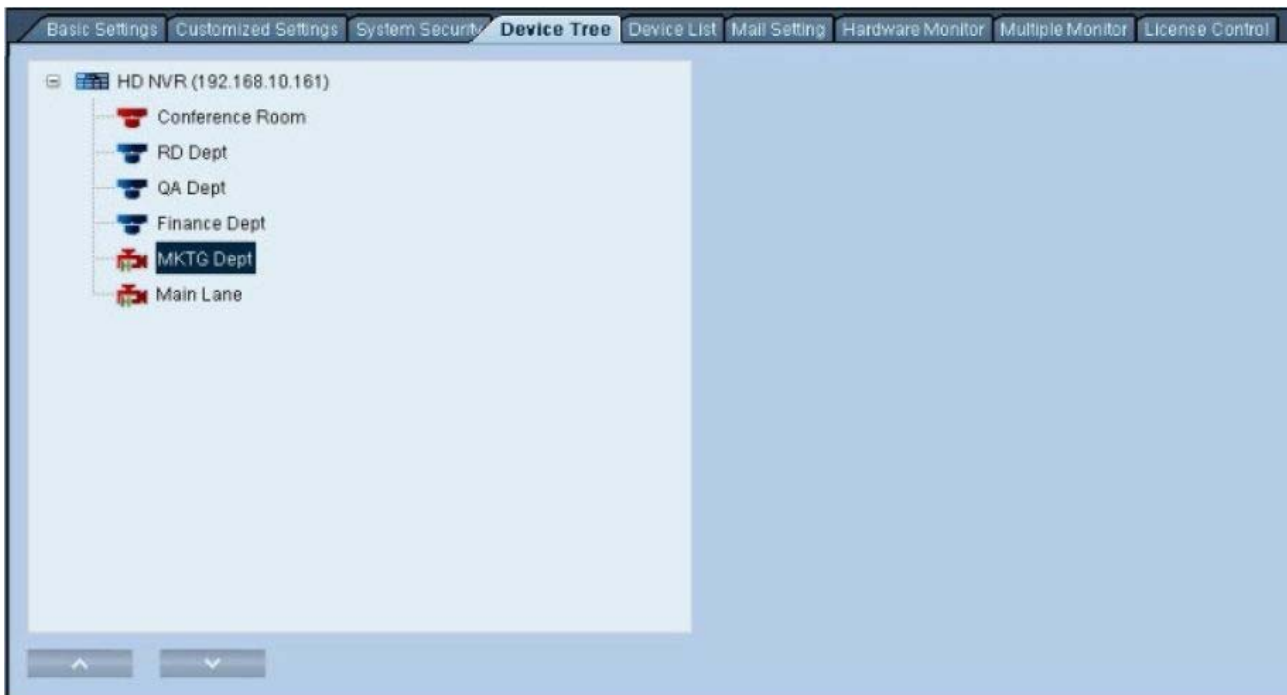 Basic Settings Customized Settings System Security Device Tree Device List Mail Setting Hardware Monitor Multiple Monitor License Control
HD NVR (192.168.10.161)
Conference Room
RD Dept
QA Dept
Finance Dept
MKTG Dept
Main Lane